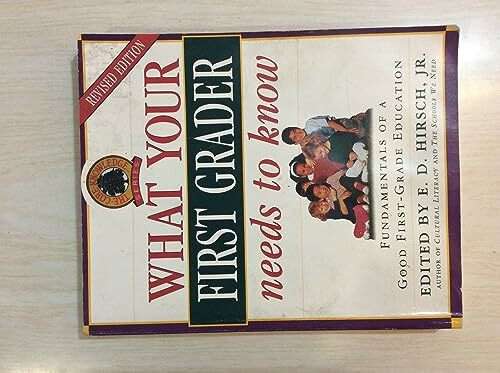 REVISED EDITION
THE CORE KNOWLEDGE
SERIES
WHAT YOUR
FIRST GRADER
needs to know
FUNDAMENTALS OF A
GOOD FIRST-GRADE EDUCATION
EDITED BY E. D. HIRSCH, JR.
AUTHOR OF CULTURAL LITERACY AND THE SCHOOLS WE NEED